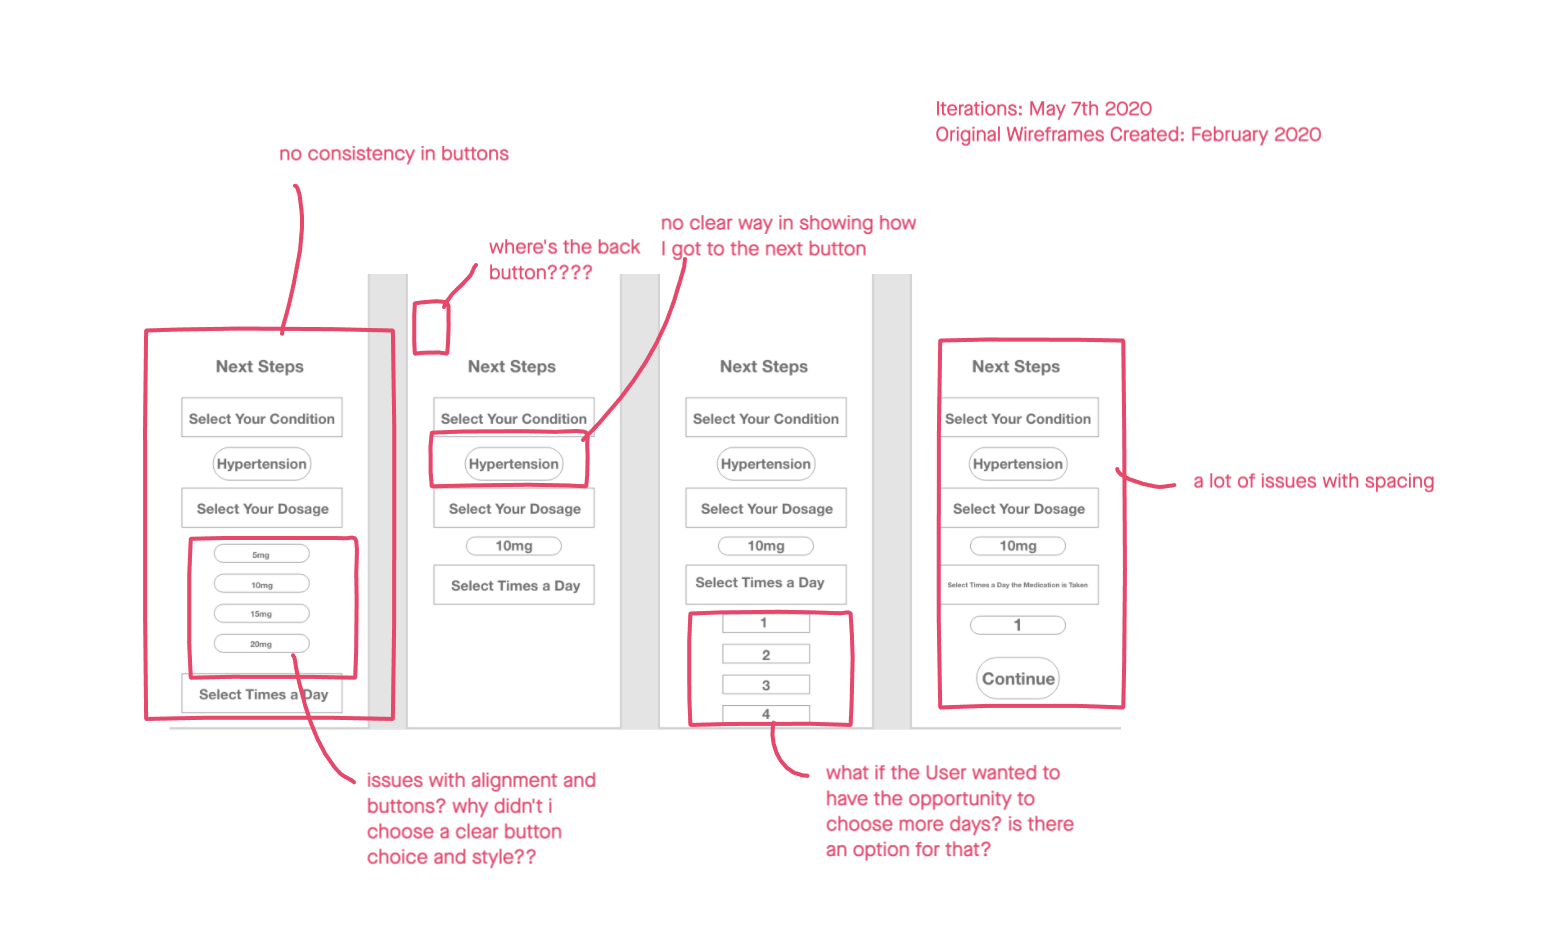 Iterations: May 7th 2020
Original Wireframes Created: February 2020
no consistency in buttons
where's the back
button????
no clear way in showing how
I got to the next button
Next Steps
Select Your Condition
Hypertension
Select Your Dosage
5mg
10mg
15mg
20mg
Select Times a Day
Next Steps
Select Your Condition
Hypertension
Select Your Dosage
10mg
Select Times a Day
Next Steps
Select Your Condition
Hypertension
Select Your Dosage
10mg
Select Times a Day
1
2
3
4
Next Steps
Select Your Condition
Hypertension
Select Your Dosage
10mg
Select Times a Day the Medication is Taken
1
Continue
a lot of issues with spacing
issues with alignment and
buttons? why didn't i
choose a clear button
choice and style??
what if the User wanted to
have the opportunity to
choose more days? is there
an option for that?